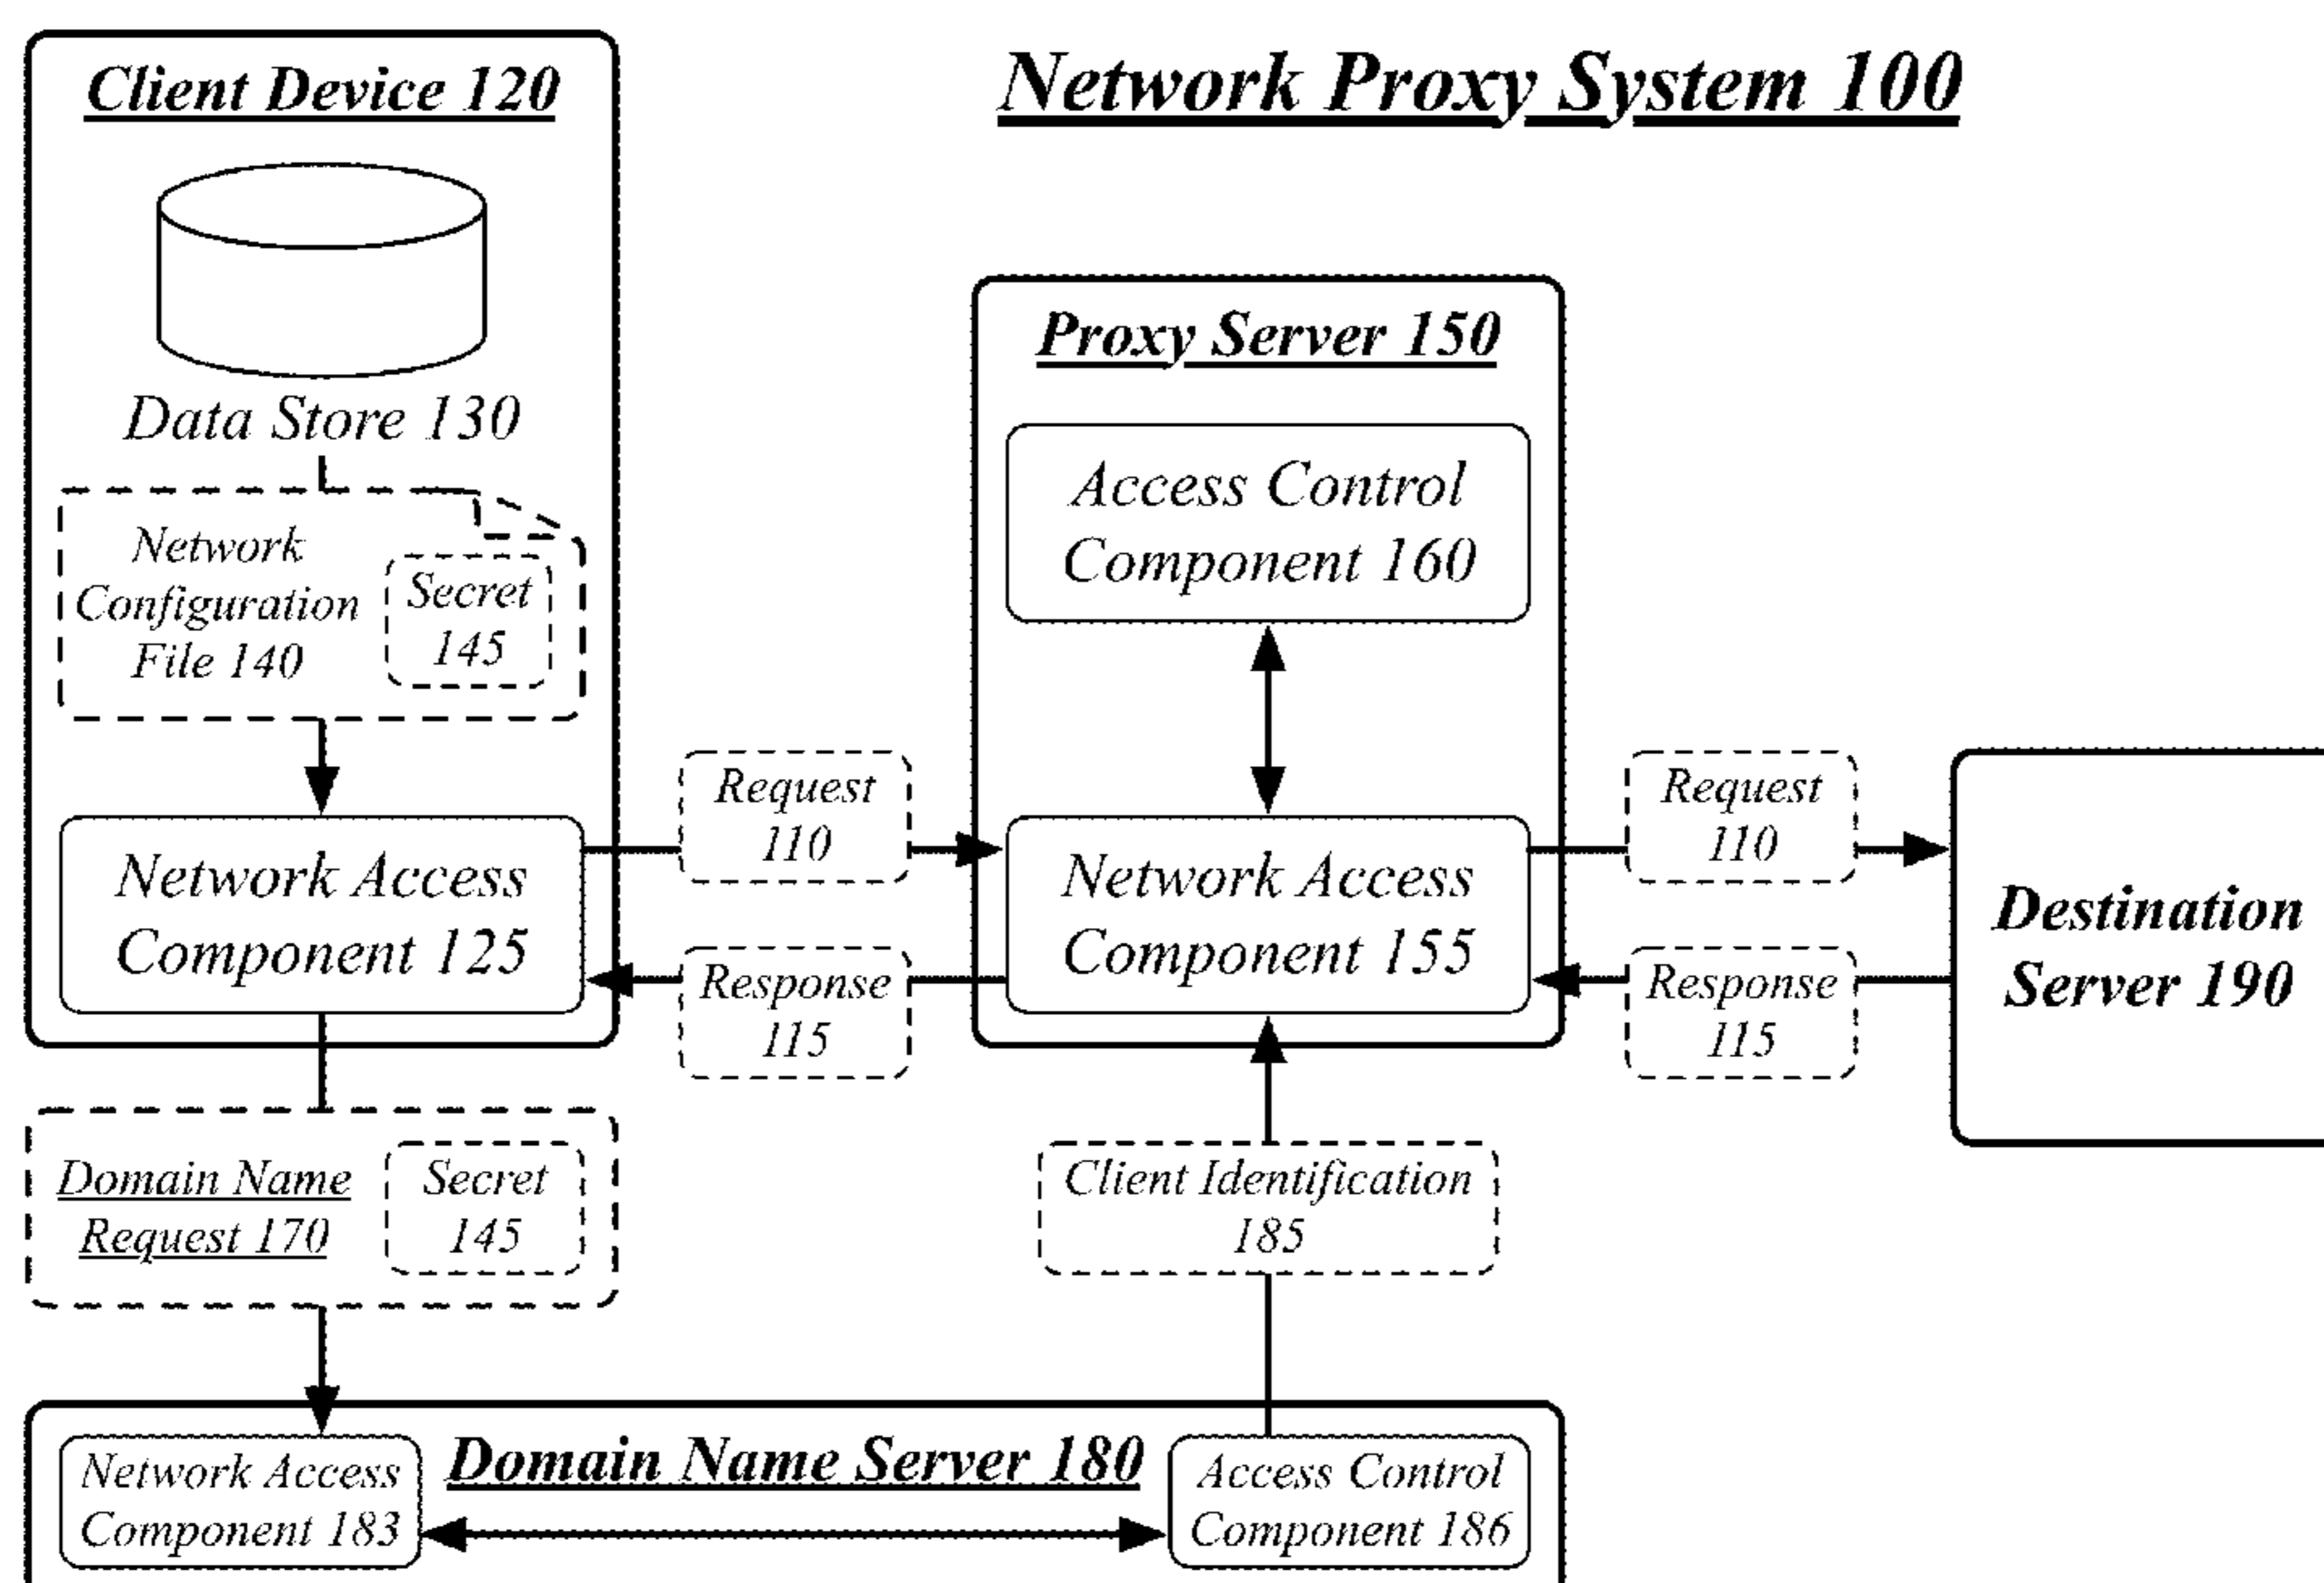 Client Device 120
Network Proxy System 100
Data Store 130
Network
Configuration
File 140
Secret
145
Network Access
Component 125
Proxy Server 150
Access Control
Component 160
Network Access
Component 155
Request
110
Response
115
Request
110
Response
115
Destination
Server 190
Domain Name
Request 170
Secret
145
Client Identification
185
Domain Name Server 180
Network Access
Component 183
Access Control
Component 186